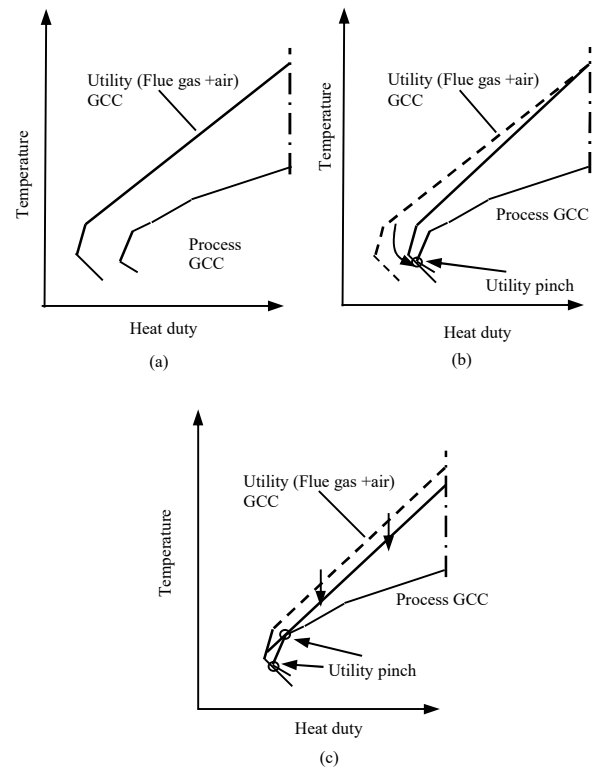 Temperature
Utility (Flue gas +air)
GCC
Process
GCC
Heat duty
(a)
Temperature
Utility (Flue gas +air)
GCC
Process GCC
Utility pinch
Heat duty
(b)
Temperature
Utility (Flue gas +air)
GCC
Process GCC
Utility pinch
Heat duty
(c)